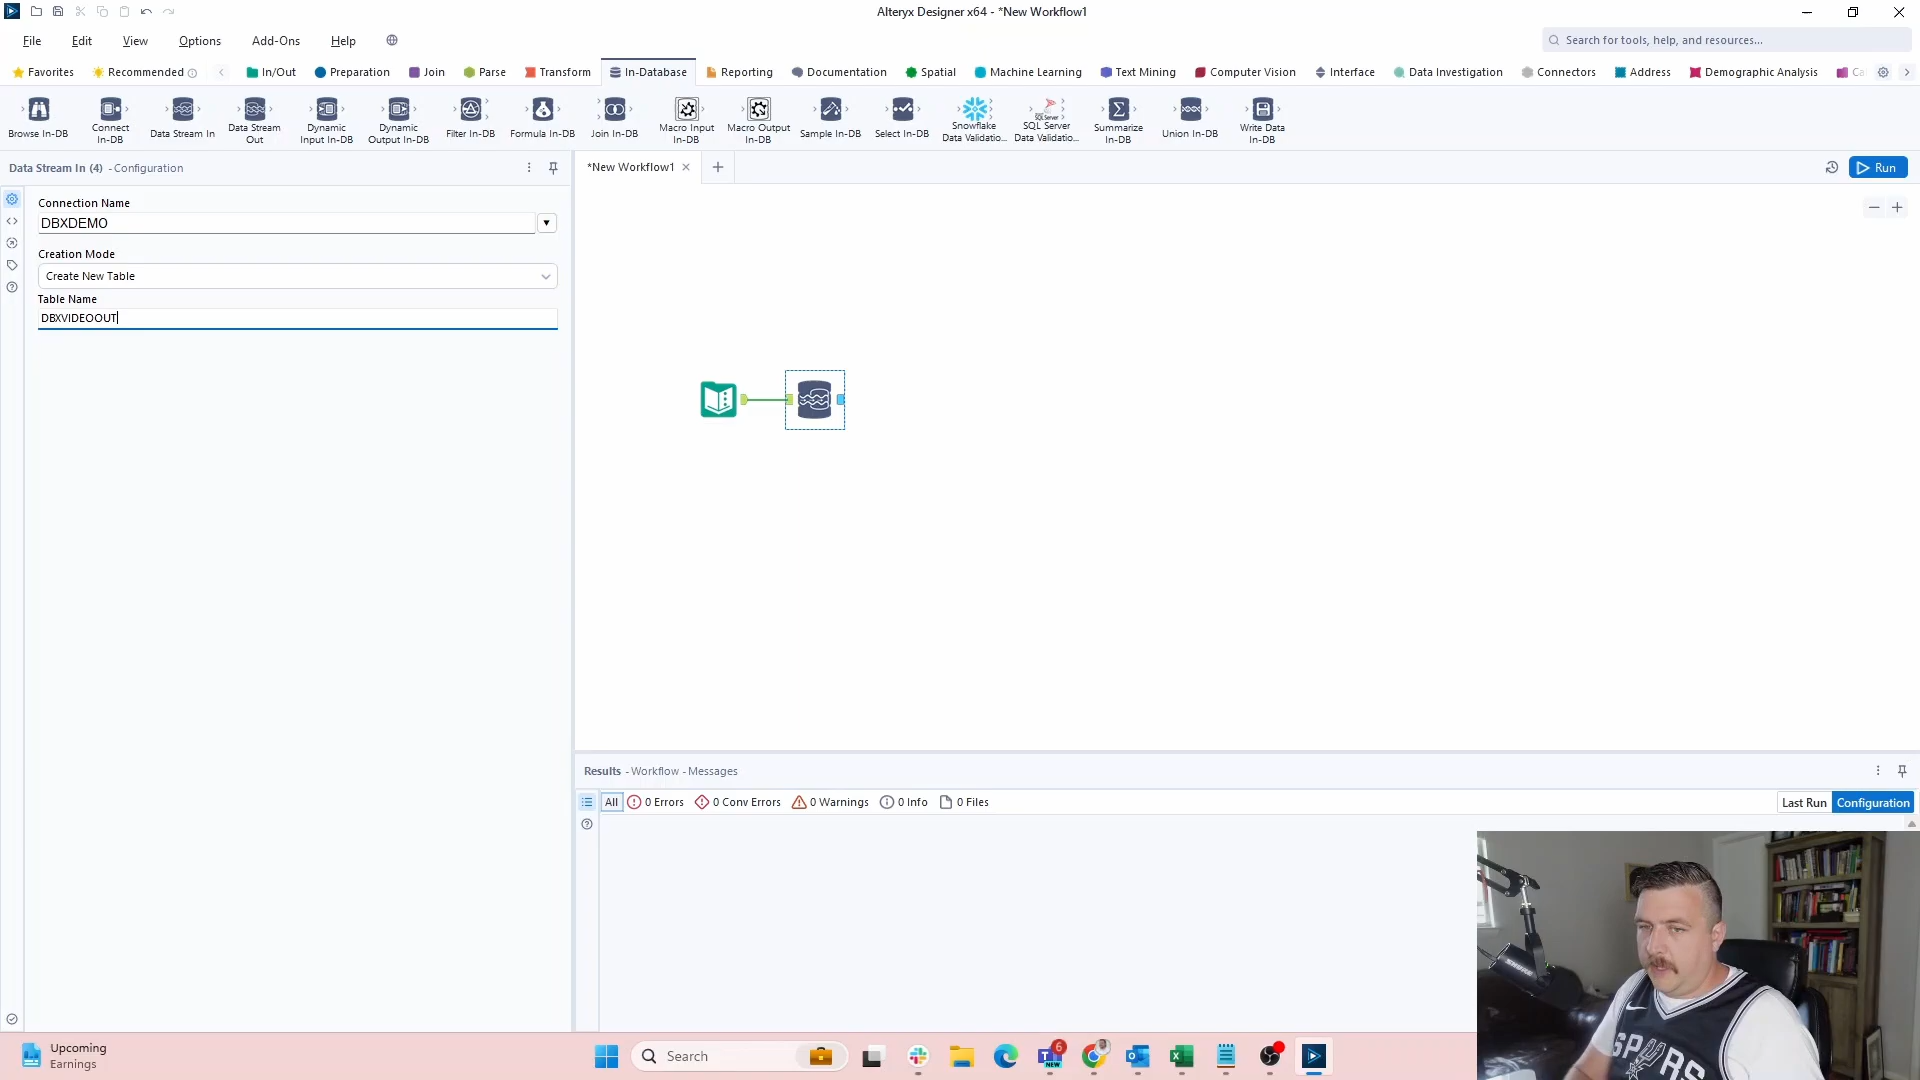 Alteryx Designer x64 - *New Workflow1
File
Edit
View
Options
Add-Ons
Help
Search for tools, help, and resources...
Favorites
Recommended
In/Out
Preparation
Join
Parse
Transform
In-Database
Reporting
Documentation
Spatial
Machine Learning
Text Mining
Computer Vision
Interface
Data Investigation
Connectors
Address
Demographic Analysis
Ca
Browse In-DB
Connect
In-DB
Data Stream In
Data Stream
Out
Dynamic
Input In-DB
Dynamic
Output In-DB
Filter In-DB
Formula In-DB
Join In-DB
Macro Input
In-DB
Macro Output
In-DB
Sample In-DB
Select In-DB
Snowflake
Data Validatio...
SQL Server
SQL Server
Data Validatio...
Summarize
In-DB
Union In-DB
Write Data
In-DB
Data Stream In (4) - Configuration
*New Workflow1
Run
Connection Name
DBXDEMO
Creation Mode
Create New Table
Table Name
DBXVIDEOOUT
Results - Workflow - Messages
All
0 Errors
0 Conv Errors
0 Warnings
0 Info
0 Files
Last Run
Configuration
Upcoming
Earnings
Search
6
NEW
SHURE
SPURS